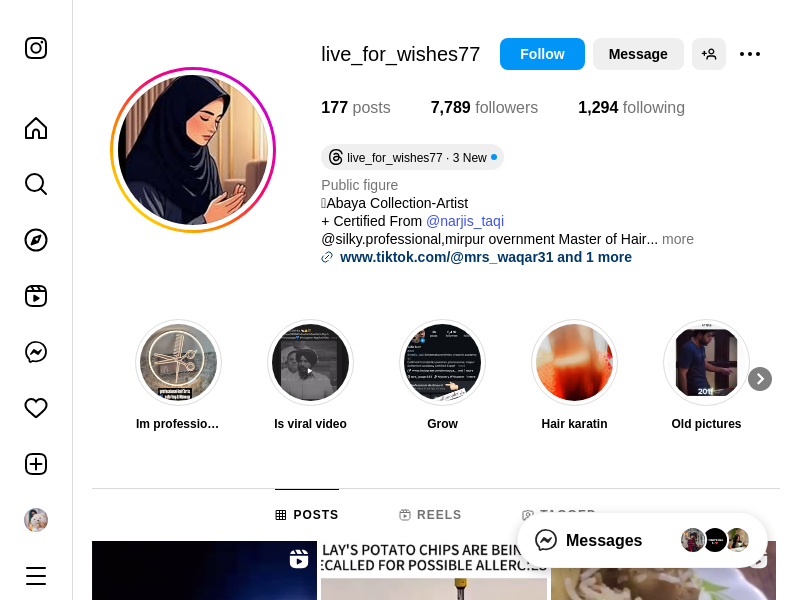 live_for_wishes77
Follow
Message
177 posts
7,789 followers
1,294 following
live_for_wishes77 · 3 New
Public figure
Abaya Collection-Artist
+ Certified From @narjis_taqi
@silky.professional,mirpur overnment Master of Hair... more
www.tiktok.com/@mrs_waqar31 and 1 more
Im professio…
Is viral video
Grow
Hair karatin
Old pictures
POSTS
REELS
TAGGED
Messages
LAY'S POTATO CHIPS ARE BEIN
ECALLED FOR POSSIBLE ALLERGIES